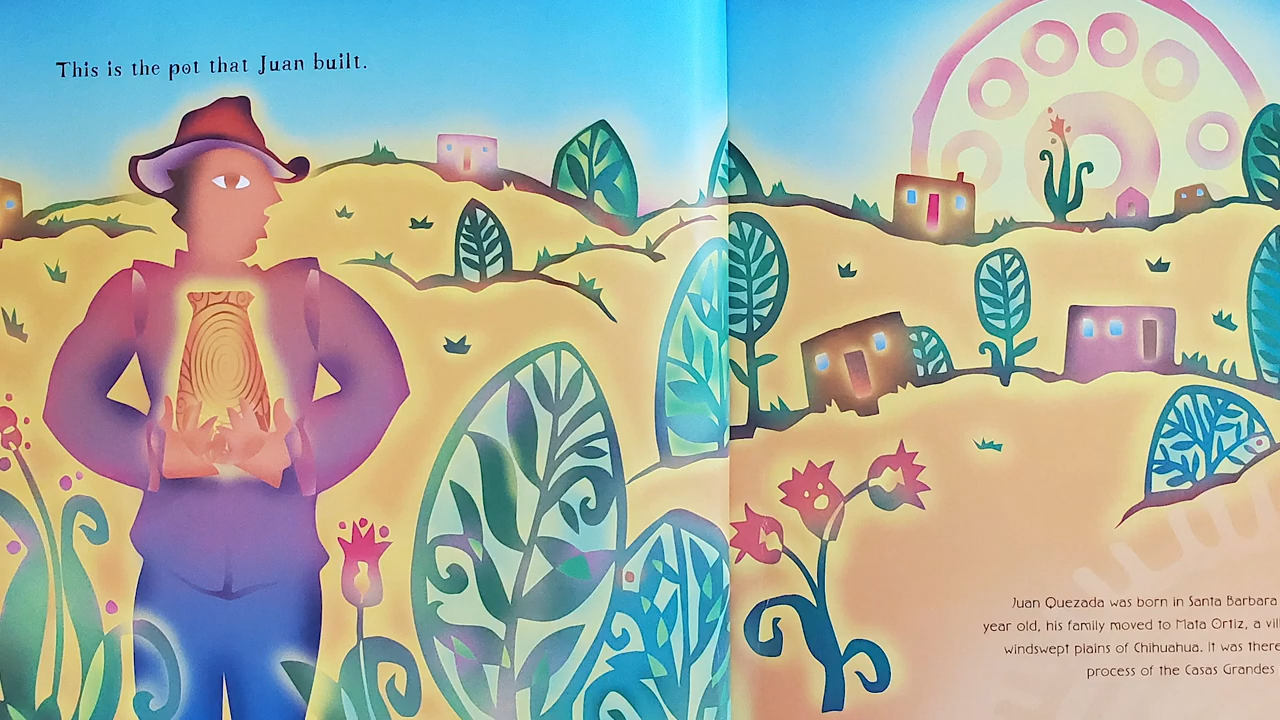 This is the pot that Juan built.
Juan Quezada was born in Santa Barbara
year old, his family moved to Mata Ortiz, a
windswept plains of Chihuahua. It was there
process of the Casas Grandes